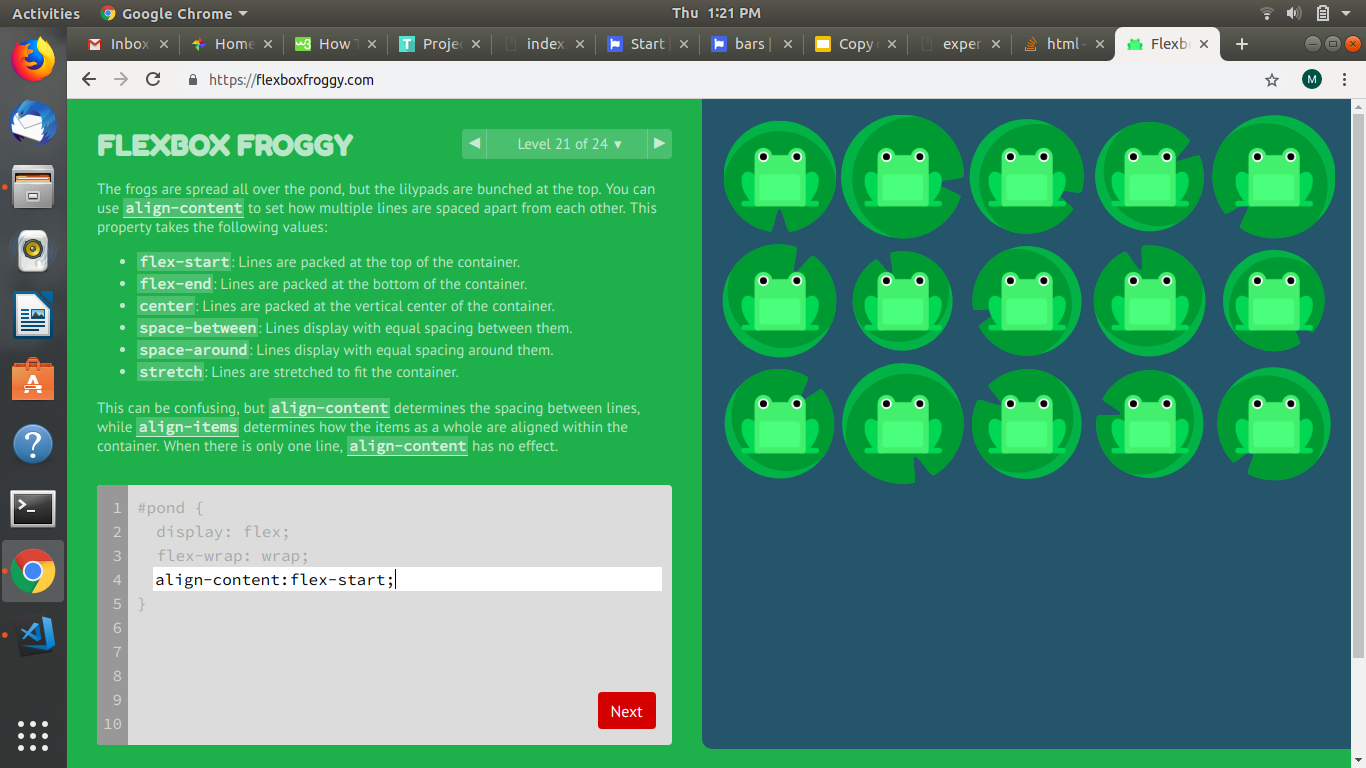 Activities Google Chrome Thu 1:21 PM
Inbox Home How T Projec index Start | bars | Copy exper html - Flexb
https://flexboxfroggy.com M
FLEXBOX FROGGY
Level 21 of 24
The frogs are spread all over the pond, but the lilypads are bunched at the top. You can
use align-content to set how multiple lines are spaced apart from each other. This
property takes the following values:
flex-start: Lines are packed at the top of the container.
flex-end: Lines are packed at the bottom of the container.
center: Lines are packed at the vertical center of the container.
space-between: Lines display with equal spacing between them.
space-around: Lines display with equal spacing around them.
stretch: Lines are stretched to fit the container.
This can be confusing, but align-content determines the spacing between lines,
while align-items determines how the items as a whole are aligned within the
container. When there is only one line, align-content has no effect.
1 #pond {
2 display: flex;
3 flex-wrap: wrap;
4 align-content:flex-start;
5 }
6
7
8
9
10
Next